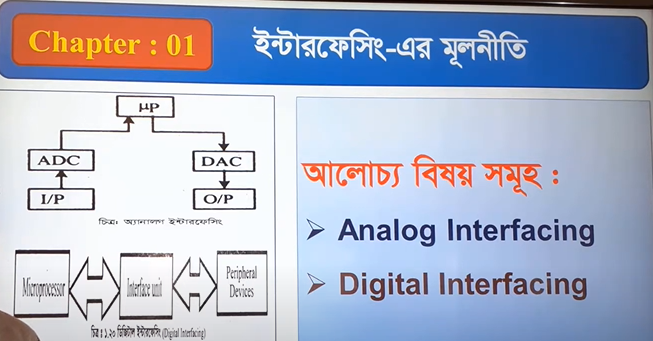 Chapter : 01
ইন্টারফেসিং-এর মূলনীতি
μP
ADC
DAC
I/P
O/P
চিত্র: অ্যানালগ ইন্টারফেসিং
Microprocessor
Interface unit
Peripheral
Devices
চিত্র ঃ ১.২০ ডিজিটাল ইন্টারফেসিং (Digital Interfacing)
আলোচ্য বিষয় সমূহ :
➤ Analog Interfacing
➤ Digital Interfacing